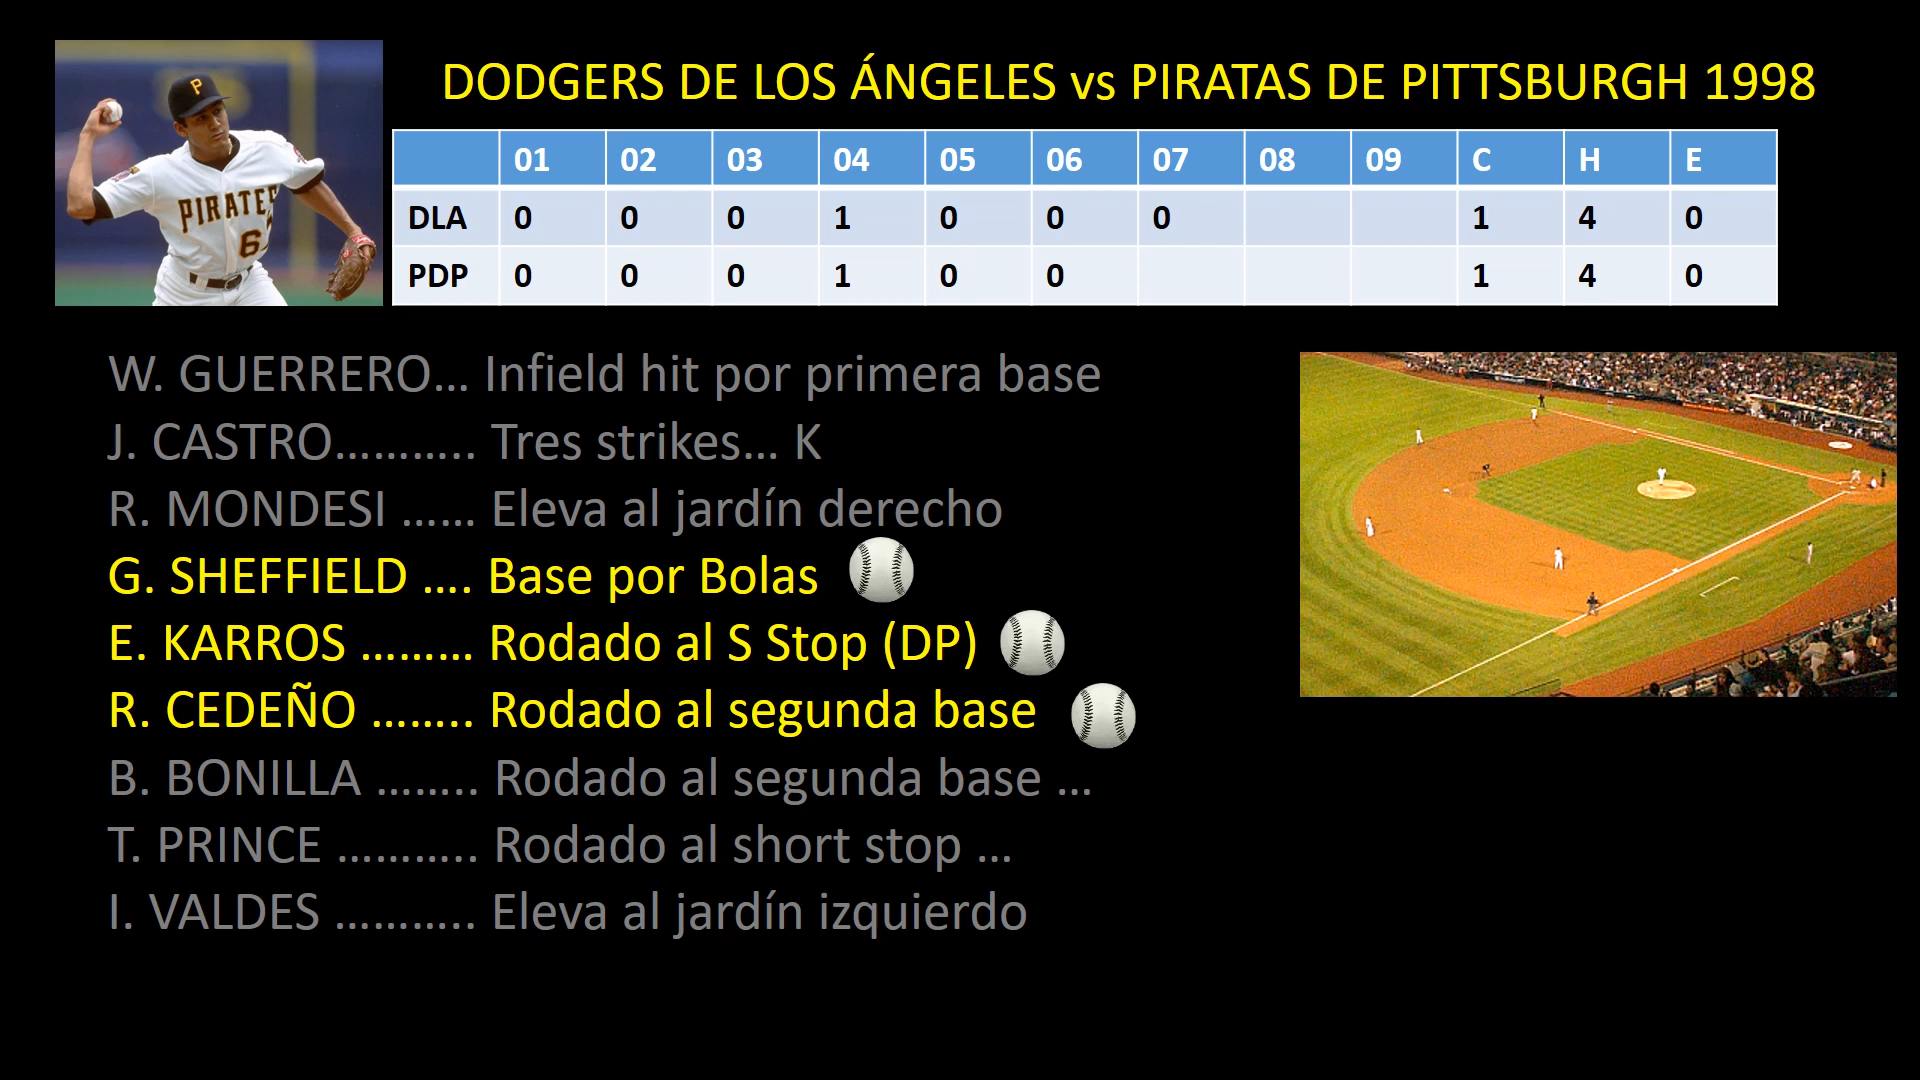 P
PIRATES
DODGERS DE LOS ÁNGELES vs PIRATAS DE PITTSBURGH 1998
01 02 03 04 05 06 07 08 09 C H E
DLA 0 0 0 1 0 0 0 1 4 0
PDP 0 0 0 1 0 0 1 4 0
W. GUERRERO... Infield hit por primera base
J. CASTRO……….. Tres strikes... K
R. MONDESI …… Eleva al jardín derecho
G. SHEFFIELD .... Base por Bolas
E. KARROS ……… Rodado al S Stop (DP)
R. CEDEÑO …….. Rodado al segunda base
B. BONILLA …….. Rodado al segunda base ...
T. PRINCE ……….. Rodado al short stop ...
I. VALDES ……….. Eleva al jardín izquierdo